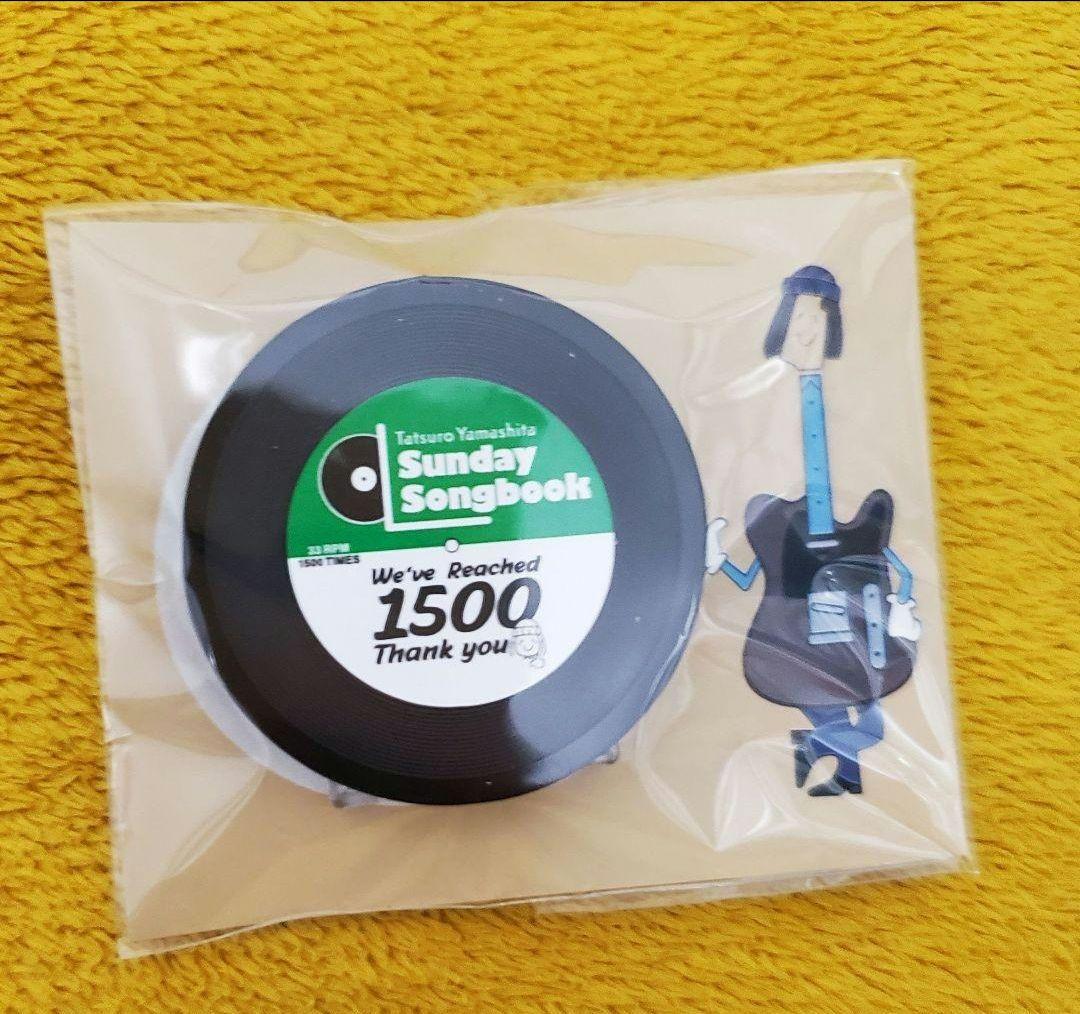 Tatsuro Yamashita
Sunday
Songbook
33 RPM
1500 TIMES
We've Reached
1500
Thank you